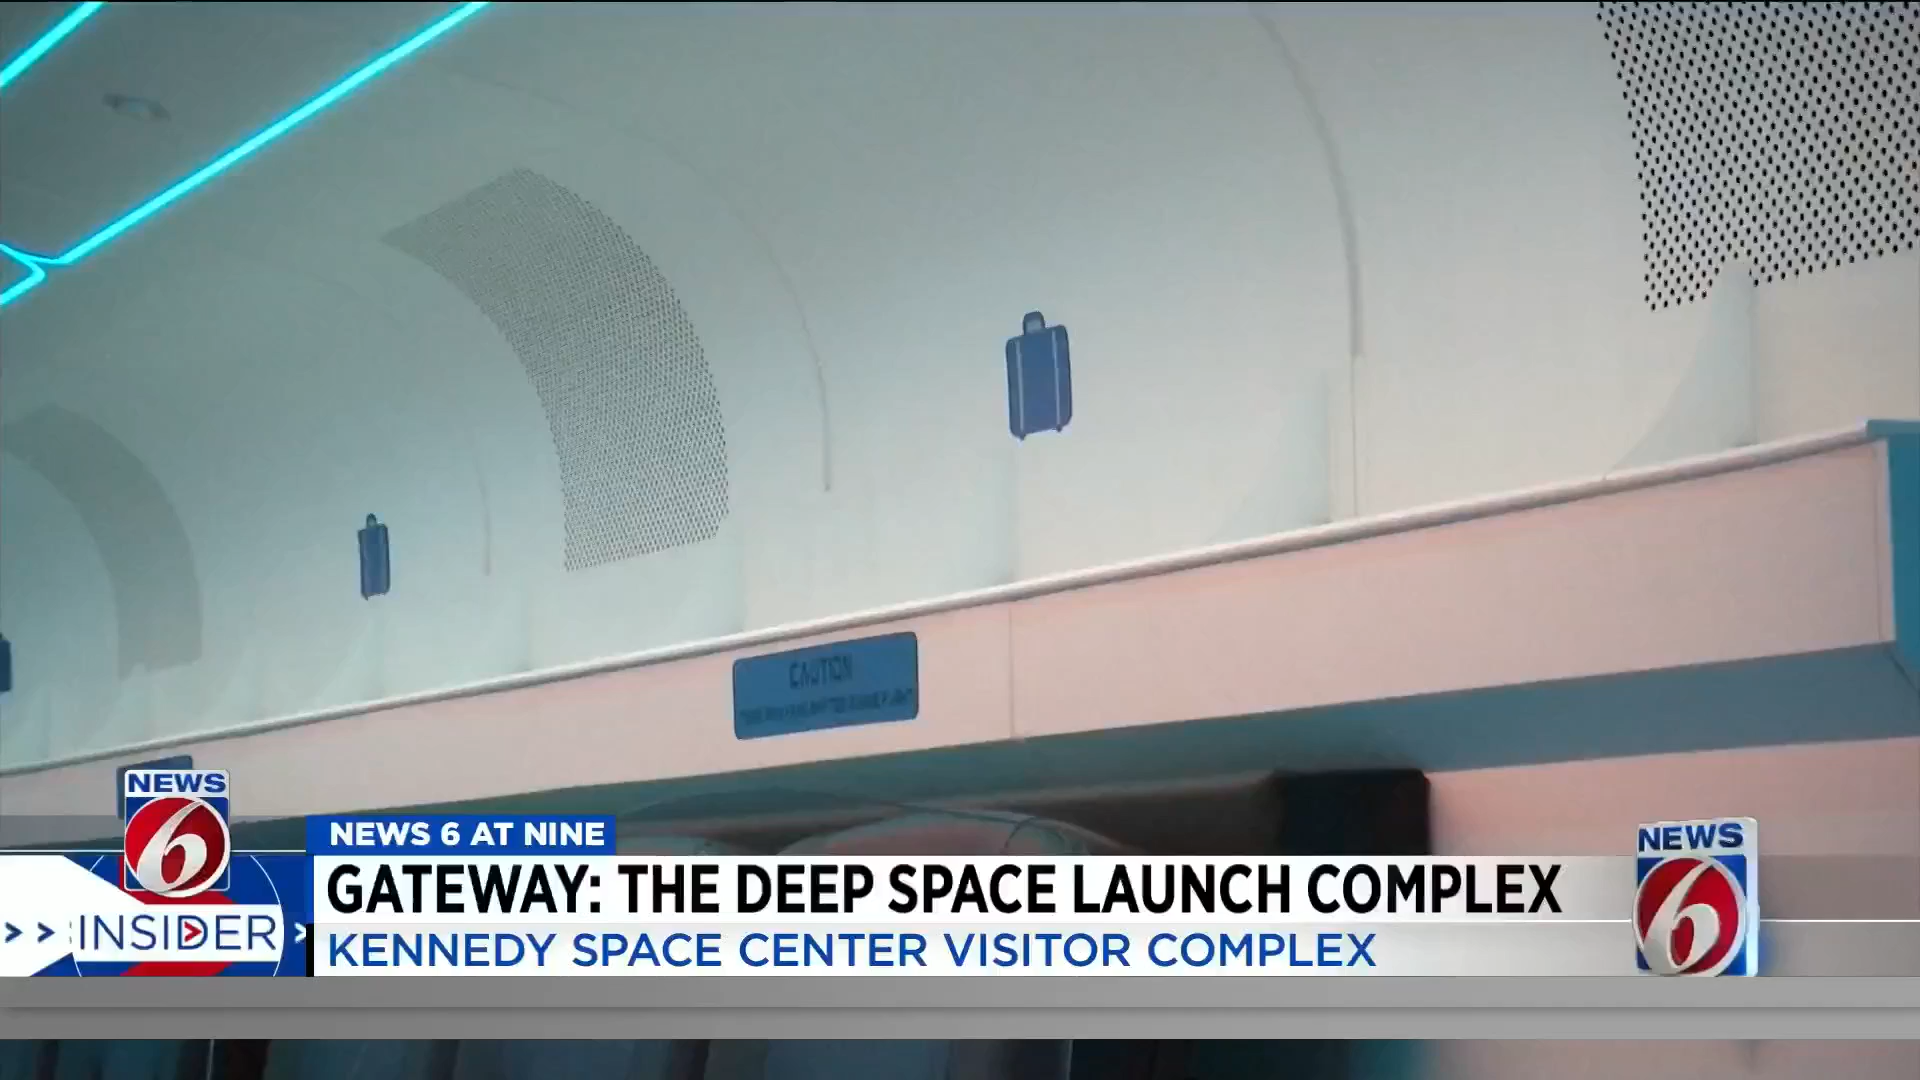 CAUTION
NEWS
6
NEWS 6 AT NINE
GATEWAY: THE DEEP SPACE LAUNCH COMPLEX
INSIDER
KENNEDY SPACE CENTER VISITOR COMPLEX
NEWS
6